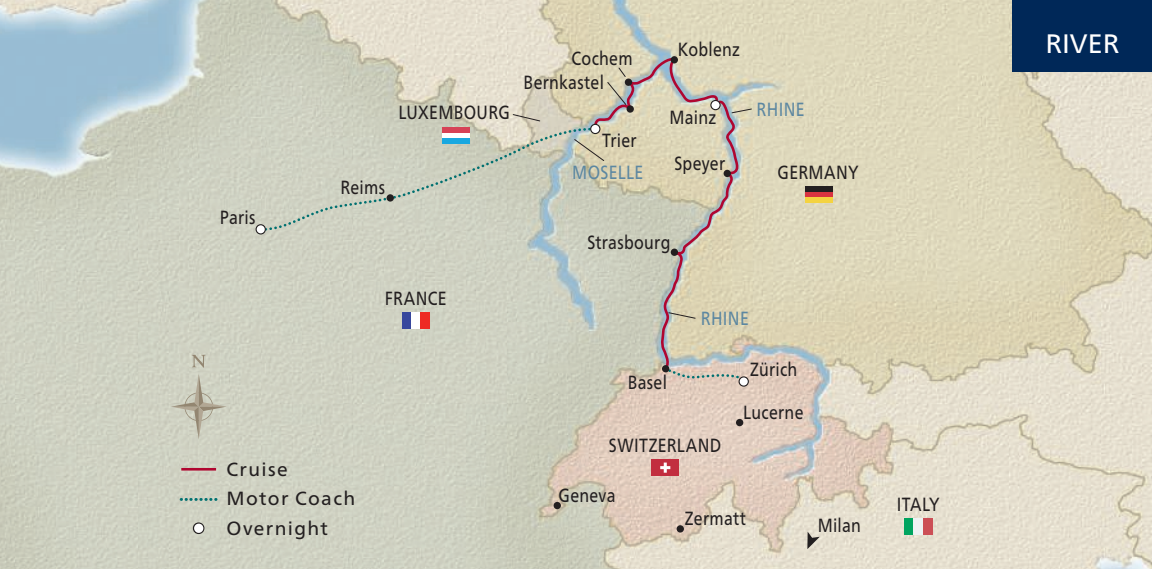 RIVER
Koblenz
Cochem
Bernkastel
LUXEMBOURG
Mainz
RHINE
Trier
MOSELLE
Speyer
GERMANY
Reims
Paris
Strasbourg
FRANCE
RHINE
N
Basel
Zürich
Lucerne
SWITZERLAND
Cruise
Motor Coach
Overnight
Geneva
Zermatt
ITALY
Milan